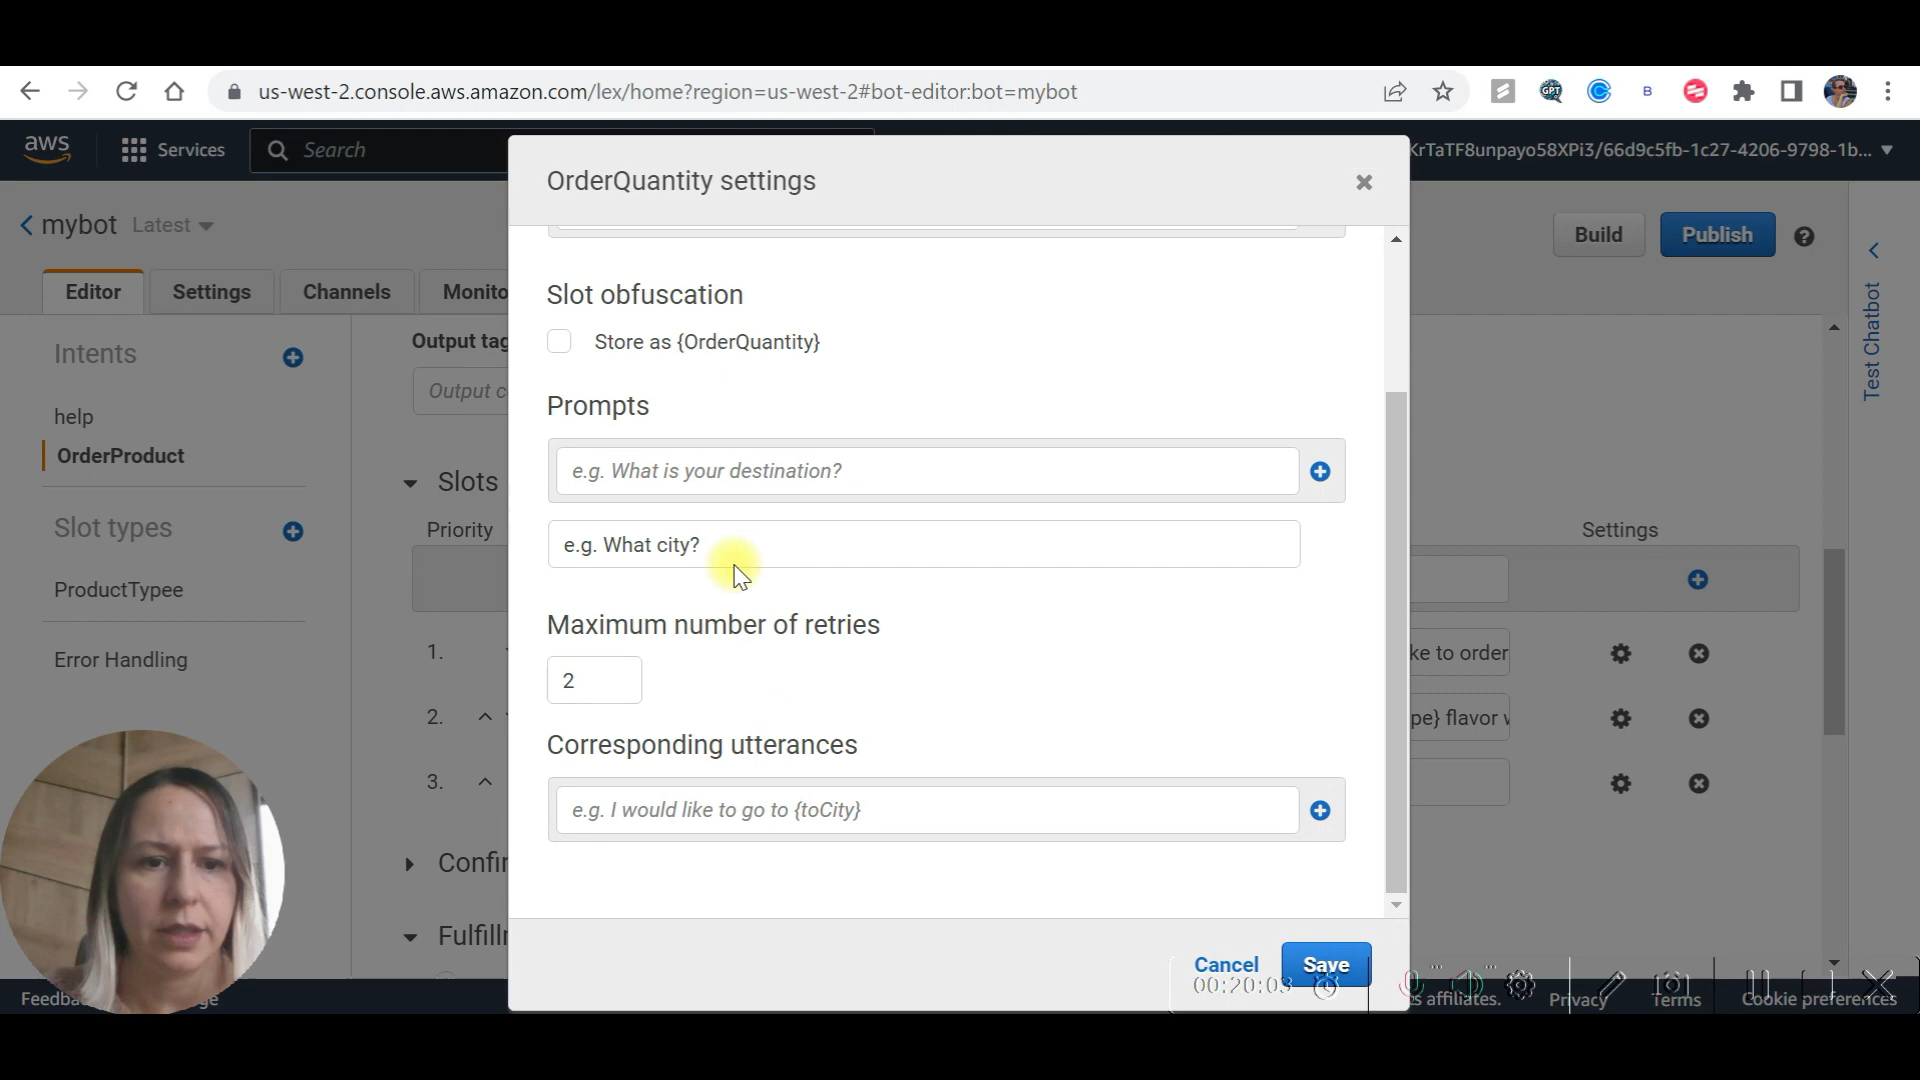 us-west-2.console.aws.amazon.com/lex/home?region=us-west-2#bot-editor:bot=mybot
GPT
B
aws
Services
Search
KrTaTF8unpayo58XPi3/66d9c5fb-1c27-4206-9798-1b...
OrderQuantity settings
mybot
Latest
Build
Publish
Editor
Settings
Channels
Monito
Test Chatbot
Intents
help
OrderProduct
Slot types
ProductTypee
Error Handling
Output tag
Output c
Slots
Priority
Settings
1.
ke to order
2.
pe} flavor w
3.
Confir
Fulfill
Slot obfuscation
Store as {OrderQuantity}
Prompts
e.g. What is your destination?
e.g. What city?
Maximum number of retries
2
Corresponding utterances
e.g. I would like to go to {toCity}
Cancel
Save
00:20:03
Feedba
ge
s affiliates.
Privacy
Terms
Cookie preferences